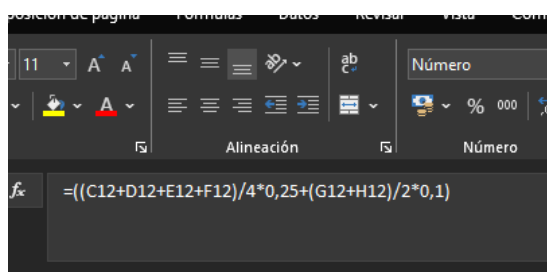 posición de página Fórmulas Datos Revisar Vista
11 A A ab Número
A % 000
Alineación Número
fx =((C12+D12+E12+F12)/4*0,25+(G12+H12)/2*0,1)